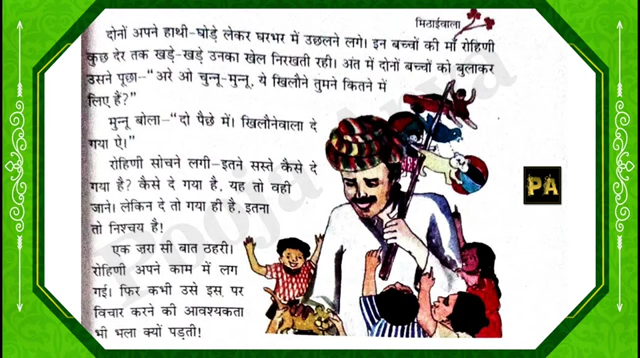 मिठाईवाला
दोनों अपने हाथी-घोड़े लेकर घरभर में उछलने लगे। इन बच्चों की माँ रोहिणी
कुछ देर तक खड़े-खड़े उनका खेल निरखती रही। अंत में दोनों बच्चों को बुलाकर
उसने पूछा-"अरे ओ चुन्नू-मुन्नू, ये खिलौने तुमने कितने में
लिए हैं?"
मुन्नू बोला-"दो पैछे में। खिलौनेवाला दे
गया ऐ।"
रोहिणी सोचने लगी-इतने सस्ते कैसे दे
गया है? कैसे दे गया है, यह तो वही
जाने। लेकिन दे तो गया ही है, इतना
तो निश्चय है!
एक ज़रा सी बात ठहरी।
रोहिणी अपने काम में लग
गई। फिर कभी उसे इस पर
विचार करने की आवश्यकता
भी भला क्यों पड़ती!
PA
Pooja